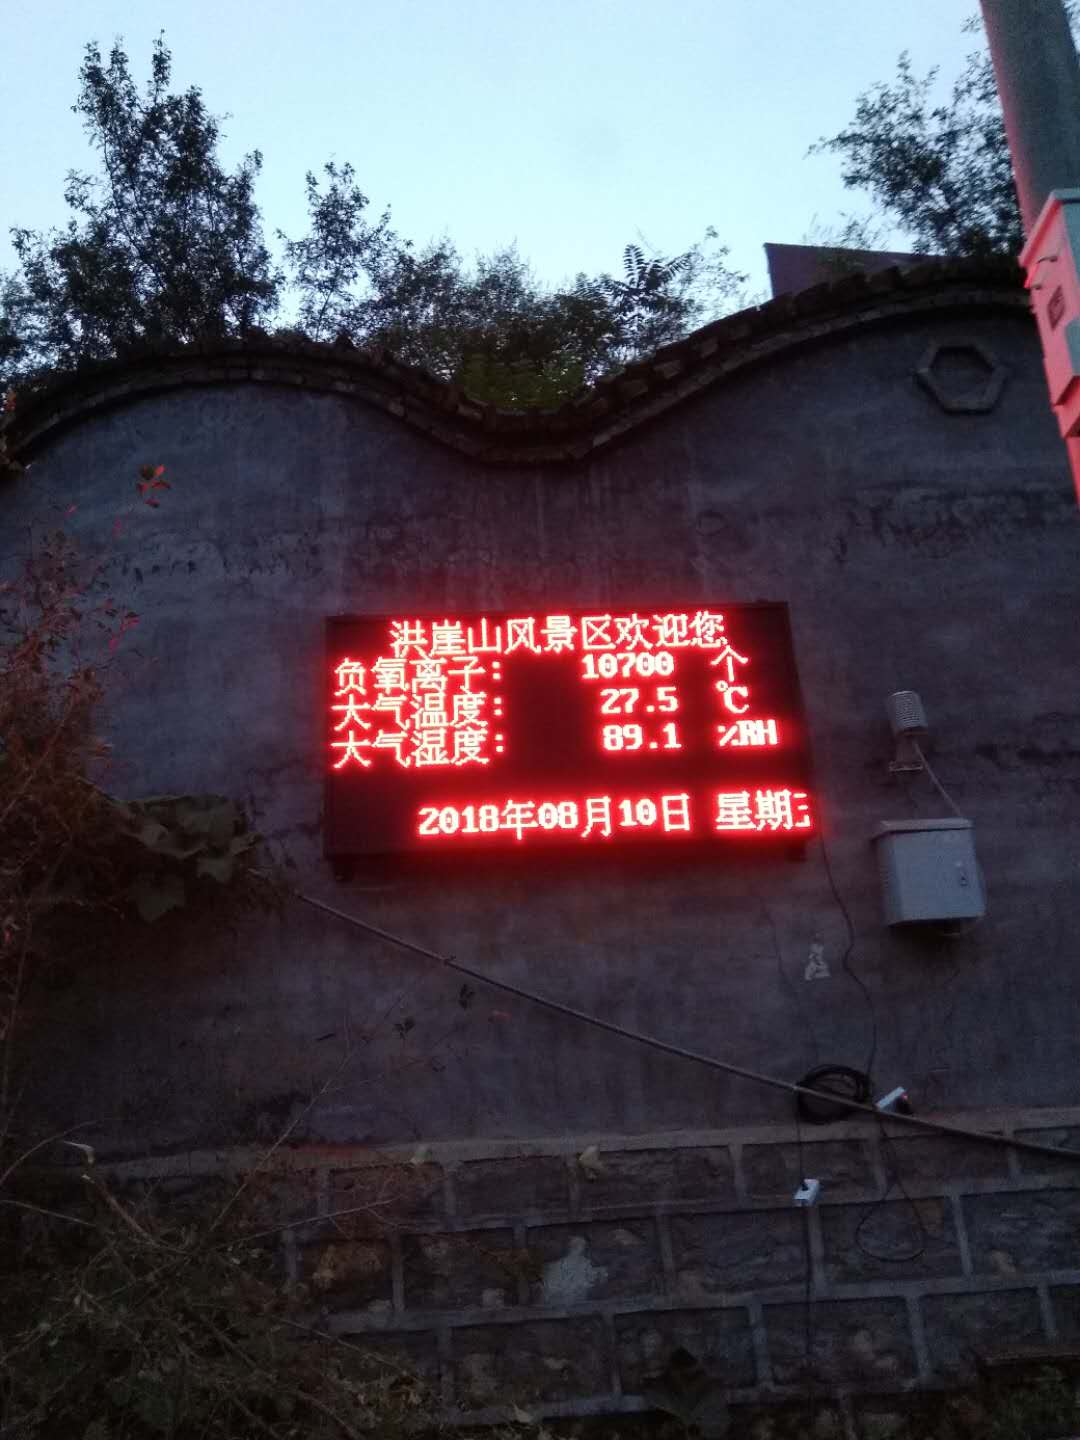 洪崖山风景区欢迎您
负氧离子: 10700 个
大气温度: 27.5 ℃
大气湿度: 89.1 %RH
2018年08月10日 星期五